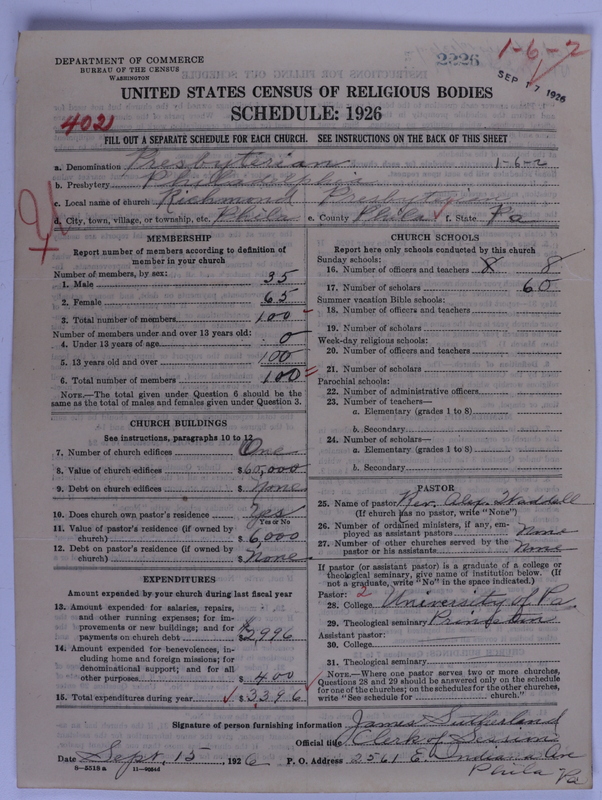 DEPARTMENT OF COMMERCE
BUREAU OF THE CENSUS
WASHINGTON
1-6-2
SEP 17 1926
UNITED STATES CENSUS OF RELIGIOUS BODIES
SCHEDULE: 1926
402
FILL OUT A SEPARATE SCHEDULE FOR EACH CHURCH. SEE INSTRUCTIONS ON THE BACK OF THIS SHEET
a. Denomination Presbyterian 1-6-2
b. Presbytery Philadelphia
c. Local name of church Richmond Presbyterian
d. City, town, village, or township, etc. Phila e. County Phila f. State Pa
MEMBERSHIP
Report number of members according to definition of
member in your church
Number of members, by sex:
1. Male 35
2. Female 65
3. Total number of members 100
Number of members under and over 13 years old:
4. Under 13 years of age 0
5. 13 years old and over 100
6. Total number of members 100
NOTE.—The total given under Question 6 should be
same as the total of males and females given under Question 3.
CHURCH BUILDINGS
See instructions, paragraphs 10 to 12
7. Number of church edifices One
8. Value of church edifices $60,000
9. Debt on church edifices $ None
10. Does church own pastor's residence Yes
Yes or No
11. Value of pastor's residence (if owned by
church) $6,000
12. Debt on pastor's residence (if owned by
church) $ None
EXPENDITURES
Amount expended by your church during last fiscal year
13. Amount expended for salaries, repairs,
and other running expenses; for im-
provements or new buildings; and for
payments on church debt $2996
14. Amount expended for benevolences, in-
cluding home and foreign missions; for
denominational support; and for all
other purposes $ 400
15. Total expenditures during year $ 3396
CHURCH SCHOOLS
Report here only schools conducted by this church
Sunday schools:
16. Number of officers and teachers 8 8
17. Number of scholars 60
Summer vacation Bible schools:
18. Number of officers and teachers
19. Number of scholars
Week-day religious schools:
20. Number of officers and teachers
21. Number of scholars
Parochial schools:
22. Number of administrative officers
23. Number of teachers—
a. Elementary (grades 1 to 8)
b. Secondary
24. Number of scholars—
a. Elementary (grades 1 to 8)
b. Secondary
PASTOR
25. Name of pastor Rev. Alex. Waddell
(If church has no pastor, write "None")
26. Number of ordained ministers, if any, em-
ployed as assistant pastors None
27. Number of other churches served by the
pastor or his assistants None
If pastor (or assistant pastor) is a graduate of a college or
theological seminary, give name of institution below. (If
not a graduate, write "No" in the space indicated.)
Pastor: 2
28. College University of Pa.
29. Theological seminary Princeton
Assistant pastor:
30. College
31. Theological seminary
NOTE.—Where one pastor serves two or more churches,
Questions 28 and 29 should be answered only on the schedule
for one of the churches; on the schedules for the other churches,
write "See schedule for church."
Signature of person furnishing information James Sutherland
Official title Clerk of Session
Date Sept. 15 1926 P. O. Address 2561 E. Indiana Ave
Phila Pa
8-5518 a 11-90544